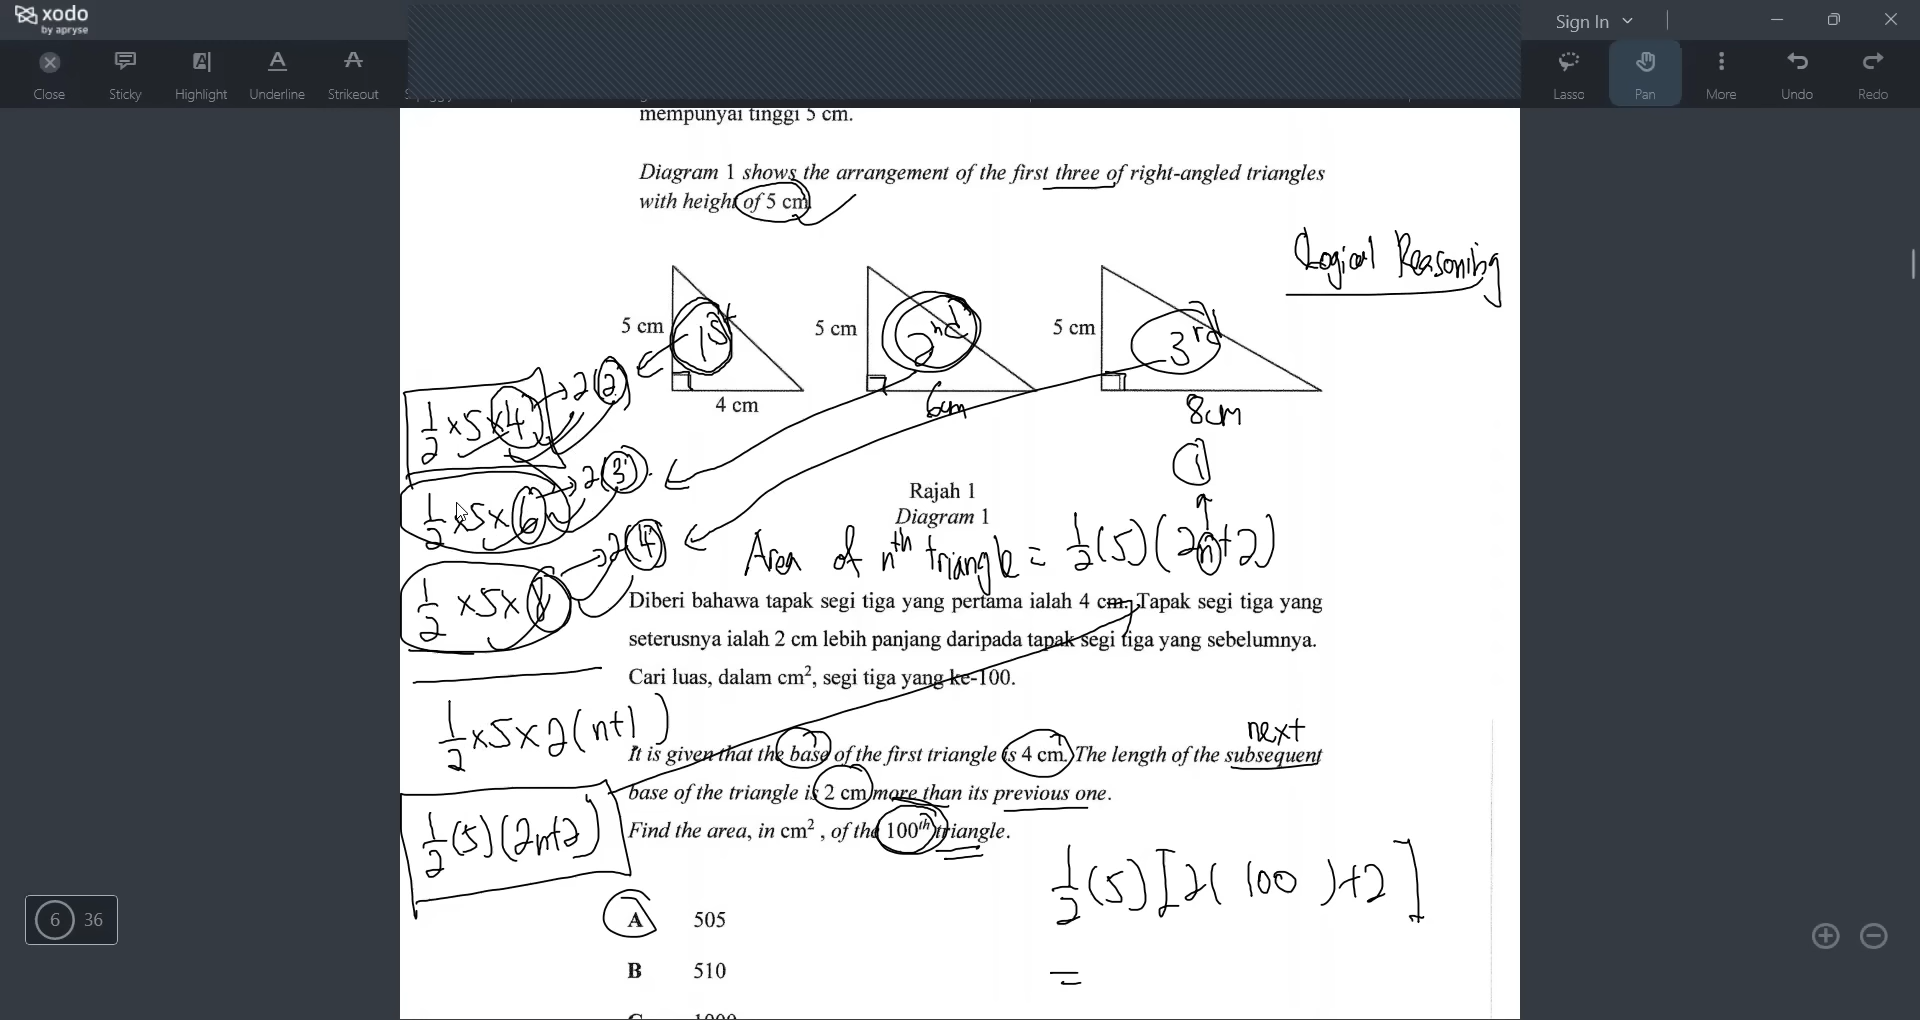 xodo
by apryse
Sign In
Close
Sticky
Highlight
Underline
Strikeout
Lasso
Pan
More
Undo
Redo
mempunyai tinggi 5 cm.
Diagram 1 shows the arrangement of the first three of right-angled triangles
with height of 5 cm.
Logical Reasoning
1st
2nd
3rd
5 cm
5 cm
5 cm
4 cm
6cm
8cm
1/2 ×5×4 → 2(2)
1/2 ×5×6 → 2(3)
1/2 ×5×8 → 2(4)
1
Rajah 1
Diagram 1
Area of nth triangle = 1/2(5)(2n+2)
Diberi bahawa tapak segi tiga yang pertama ialah 4 cm. Tapak segi tiga yang
seterusnya ialah 2 cm lebih panjang daripada tapak segi tiga yang sebelumnya.
Cari luas, dalam cm², segi tiga yang ke-100.
1/2 ×5×2(n+1)
next
It is given that the base of the first triangle is 4 cm. The length of the subsequent
base of the triangle is 2 cm more than its previous one.
Find the area, in cm² , of the 100th triangle.
1/2(5)(2n+2)
1/2(5)[2(100)+2]
=
A 505
B 510
6 36